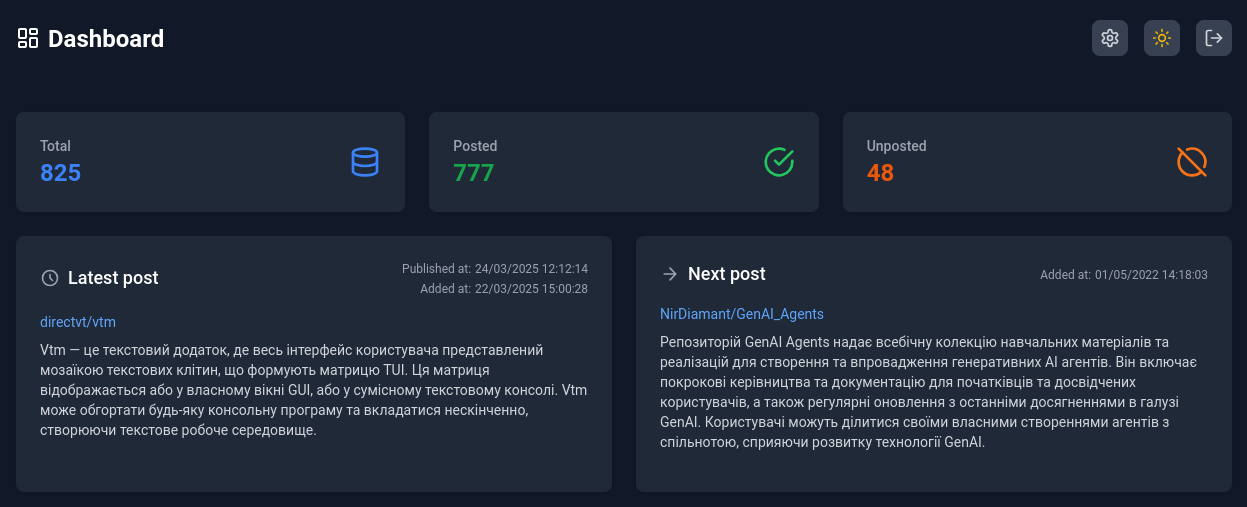 Dashboard
Total
825
Posted
777
Unposted
48
Latest post
Published at: 24/03/2025 12:12:14
Added at: 22/03/2025 15:00:28
directvt/vtm
Vtm — це текстовий додаток, де весь інтерфейс користувача представлений
мозаїкою текстових клітин, що формують матрицю TUI. Ця матриця
відображається або у власному вікні GUI, або у сумісному текстовому консолі. Vtm
може обгортати будь-яку консольну програму та вкладатися нескінченно,
створюючи текстове робоче середовище.
Next post
Added at: 01/05/2022 14:18:03
NirDiamant/GenAI_Agents
Репозиторій GenAI Agents надає всебічну колекцію навчальних матеріалів та
реалізацій для створення та впровадження генеративних AI агентів. Він включає
покрокові керівництва та документацію для початківців та досвідчених
користувачів, а також регулярні оновлення з останніми досягненнями в галузі
GenAI. Користувачі можуть ділитися своїми власними створеннями агентів з
спільнотою, сприяючи розвитку технології GenAI.